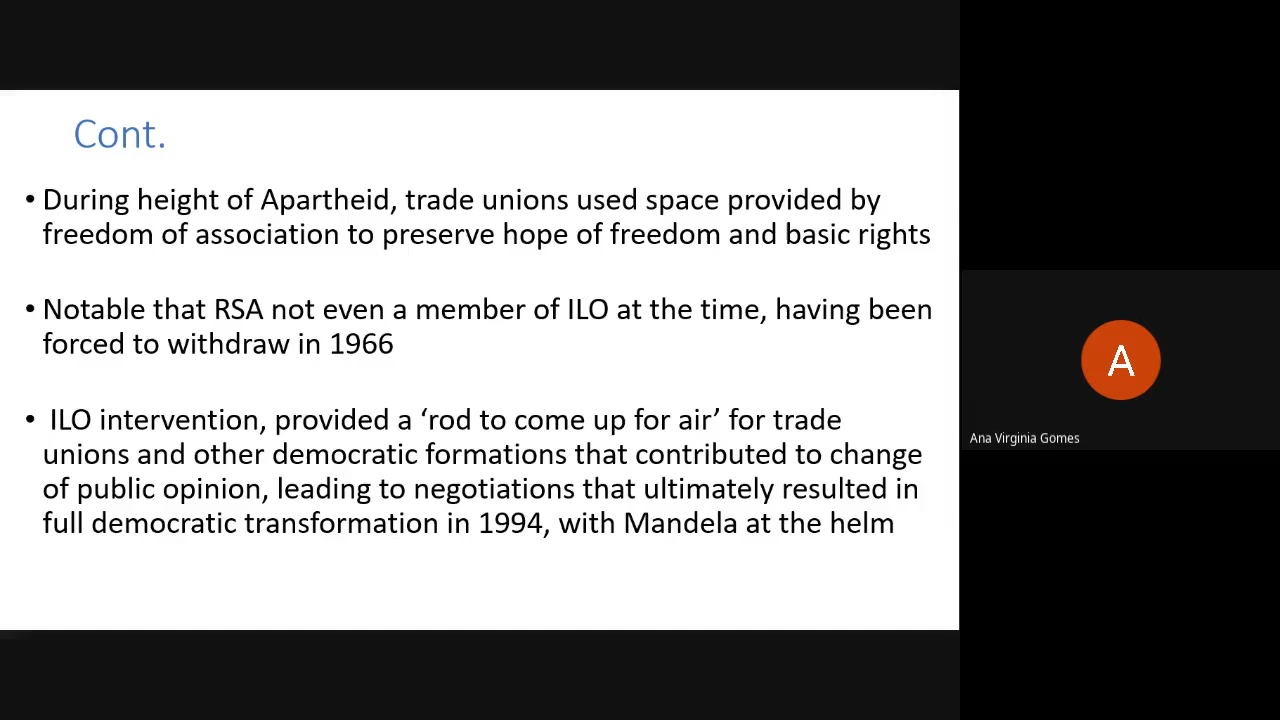 Cont.
• During height of Apartheid, trade unions used space provided by
freedom of association to preserve hope of freedom and basic rights
• Notable that RSA not even a member of ILO at the time, having been
forced to withdraw in 1966
• ILO intervention, provided a ‘rod to come up for air’ for trade
unions and other democratic formations that contributed to change
of public opinion, leading to negotiations that ultimately resulted in
full democratic transformation in 1994, with Mandela at the helm
A
Ana Virginia Gomes